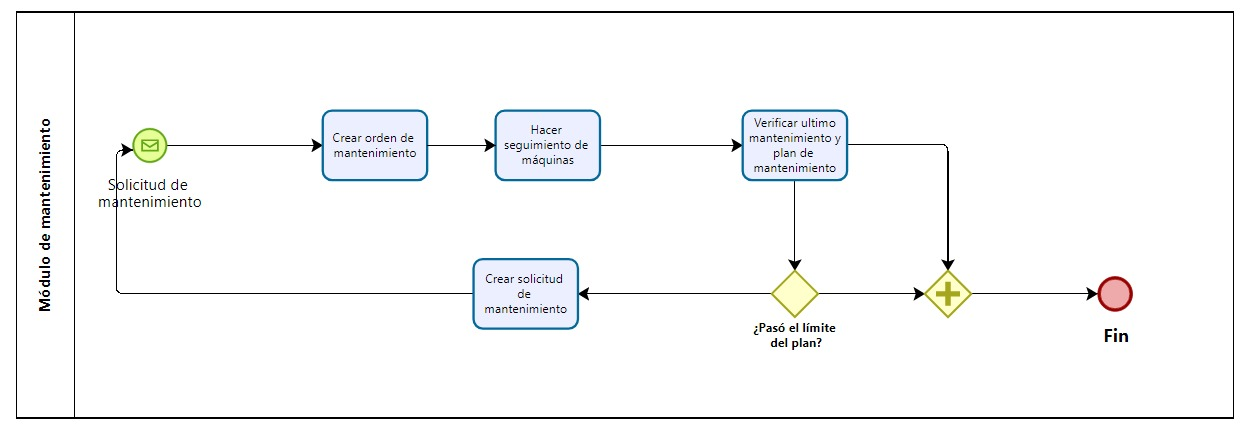 Módulo de mantenimiento
Solicitud de
mantenimiento
Crear orden de
mantenimiento
Hacer
seguimiento de
máquinas
Verificar ultimo
mantenimiento y
plan de
mantenimiento
Crear solicitud
de
mantenimiento
¿Pasó el límite
del plan?
Fin